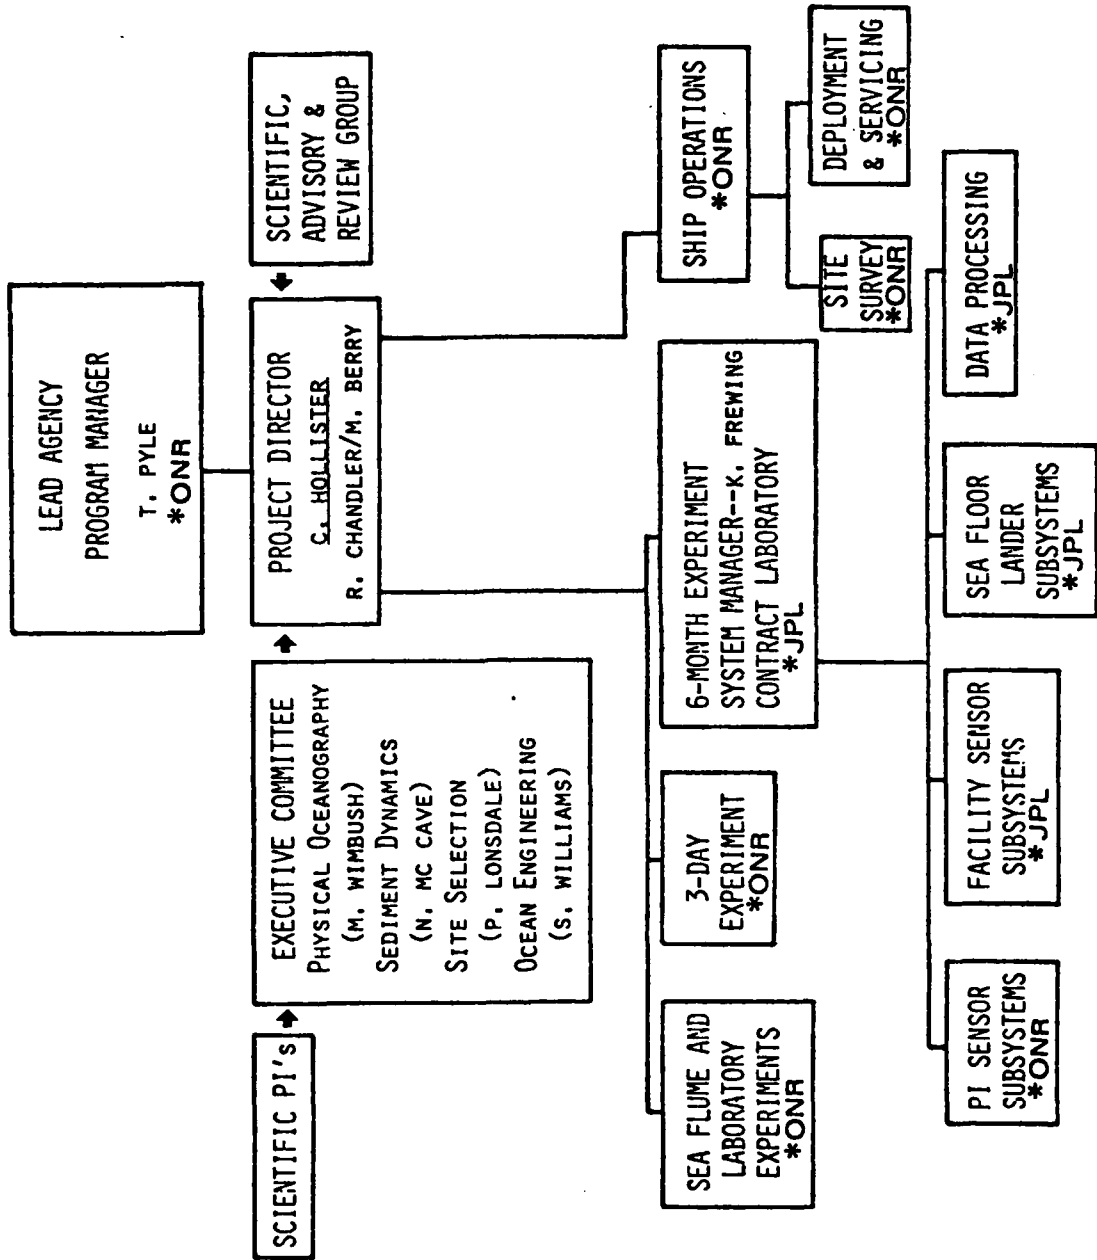 LEAD AGENCY
PROGRAM MANAGER
T. PYLE
*ONR
SCIENTIFIC PI's
EXECUTIVE COMMITTEE
PHYSICAL OCEANOGRAPHY
(M. WIMBUSH)
SEDIMENT DYNAMICS
(N. MC CAVE)
SITE SELECTION
(P. LONSDALE)
OCEAN ENGINEERING
(S. WILLIAMS)
PROJECT DIRECTOR
C. HOLLISTER
R. CHANDLER/M. BERRY
SCIENTIFIC,
ADVISORY &
REVIEW GROUP
SEA FLUME AND
LABORATORY
EXPERIMENTS
*ONR
3-DAY
EXPERIMENT
*ONR
6-MONTH EXPERIMENT
SYSTEM MANAGER--K. FREWING
CONTRACT LABORATORY
*JPL
SHIP OPERATIONS
*ONR
SITE
SURVEY
*ONR
DEPLOYMENT
& SERVICING
*ONR
PI SENSOR
SUBSYSTEMS
*ONR
FACILITY SENSOR
SUBSYSTEMS
*JPL
SEA FLOOR
LANDER
SUBSYSTEMS
*JPL
DATA PROCESSING
*JPL